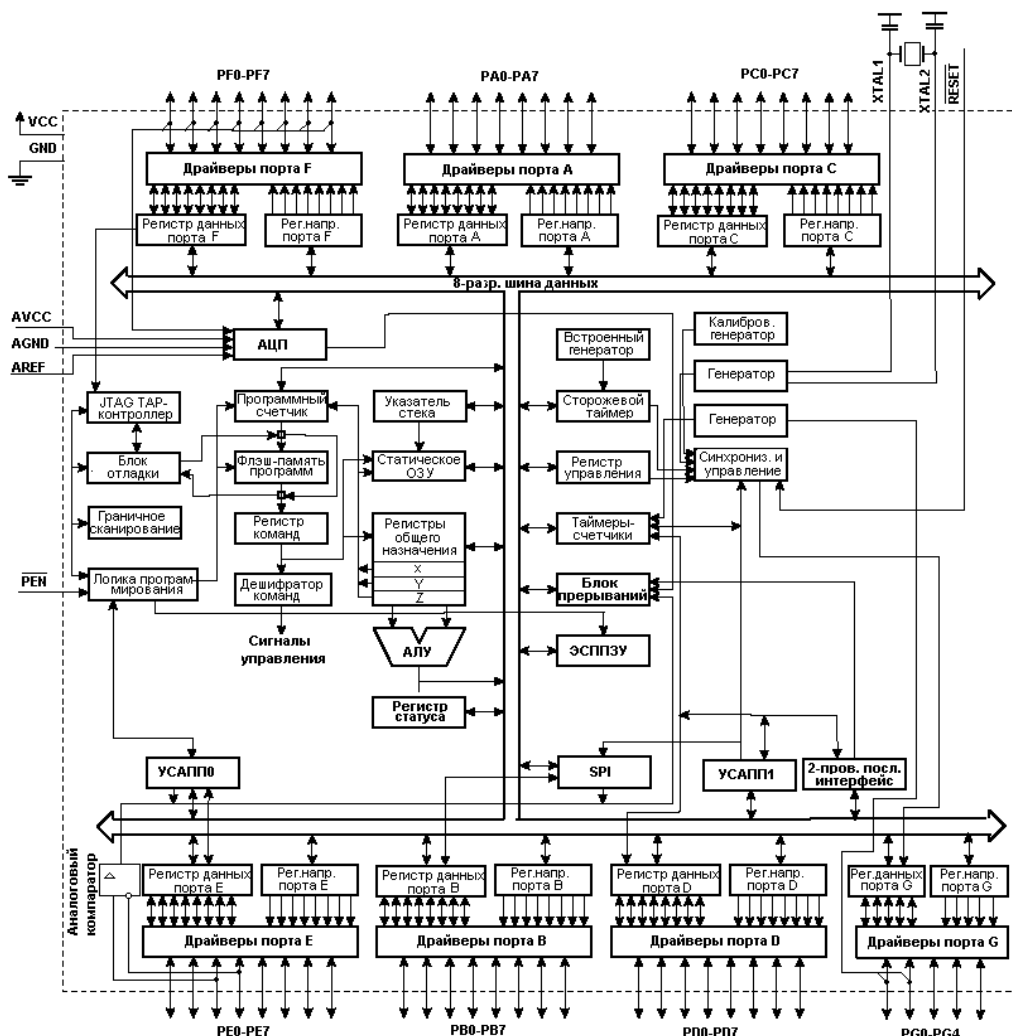 XTAL1
XTAL2
RESET
PF0-PF7
PA0-PA7
PC0-PC7
VCC
GND
Драйверы порта F
Драйверы порта A
Драйверы порта C
Регистр данных
порта F
Рег.напр.
порта F
Регистр данных
порта A
Рег.напр.
порта A
Регистр данных
порта C
Рег.напр.
порта C
8-разр. шина данных
AVCC
AGND
AREF
АЦП
Встроенный
генератор
Калибров.
генератор
Генератор
JTAG TAP-
контроллер
Программный
счетчик
Указатель
стека
Сторожевой
таймер
Генератор
Блок
отладки
Флэш-память
программ
Статическое
ОЗУ
Регистр
управления
Синхрониз. и
управление
Граничное
сканирование
Регистр
команд
Регистры
общего
назначения
X
Y
Z
Таймеры-
счетчики
PEN
Логика програм-
мирования
Дешифратор
команд
Блок
прерываний
Сигналы
управления
АЛУ
ЭСППЗУ
Регистр
статуса
УСАПП0
SPI
УСАПП1
2-пров. посл.
интерфейс
Аналоговый
компаратор
Регистр данных
порта E
Рег.напр.
порта E
Регистр данных
порта B
Рег.напр.
порта B
Регистр данных
порта D
Рег.напр.
порта D
Рег.данных
порта G
Рег.напр.
порта G
Драйверы порта E
Драйверы порта B
Драйверы порта D
Драйверы порта G
PE0-PE7
PB0-PB7
PD0-PD7
PG0-PG4